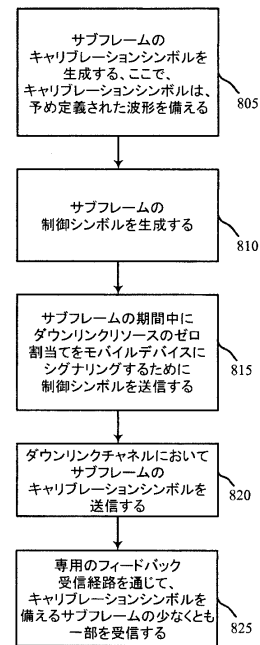 サブフレームの
キャリブレーションシンボルを
生成する、ここで、
キャリブレーションシンボルは、
予め定義された波形を備える
805
サブフレームの
制御シンボルを生成する
810
サブフレームの期間中に
ダウンリンクリソースのゼロ
割当てをモバイルデバイスに
シグナリングするために
制御シンボルを送信する
815
ダウンリンクチャネルにおいて
サブフレームの
キャリブレーションシンボルを
送信する
820
専用のフィードバック
受信経路を通じて、
キャリブレーションシンボルを
備えるサブフレームの少なくとも
一部を受信する
825